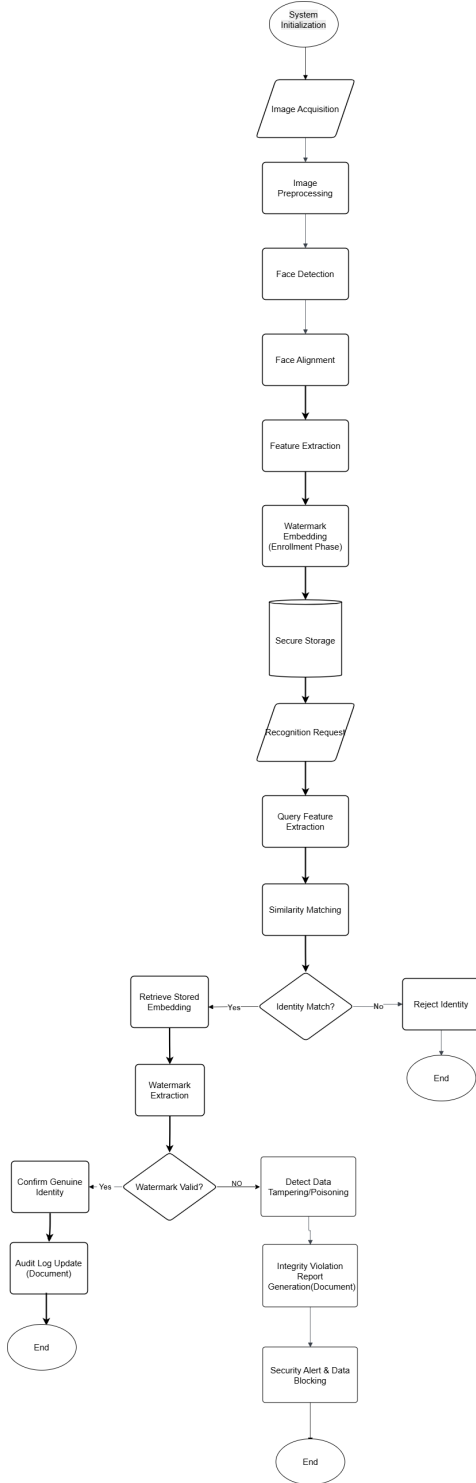 System
Initialization
Image Acquisition
Image
Preprocessing
Face Detection
Face Alignment
Feature Extraction
Watermark
Embedding
(Enrollment Phase)
Secure Storage
Recognition Request
Query Feature
Extraction
Similarity Matching
Identity Match?
Yes
No
Retrieve Stored
Embedding
Reject Identity
End
Watermark
Extraction
Watermark Valid?
Yes
NO
Confirm Genuine
Identity
Detect Data
Tampering/Poisoning
Audit Log Update
(Document)
Integrity Violation
Report
Generation(Document)
End
Security Alert & Data
Blocking
End